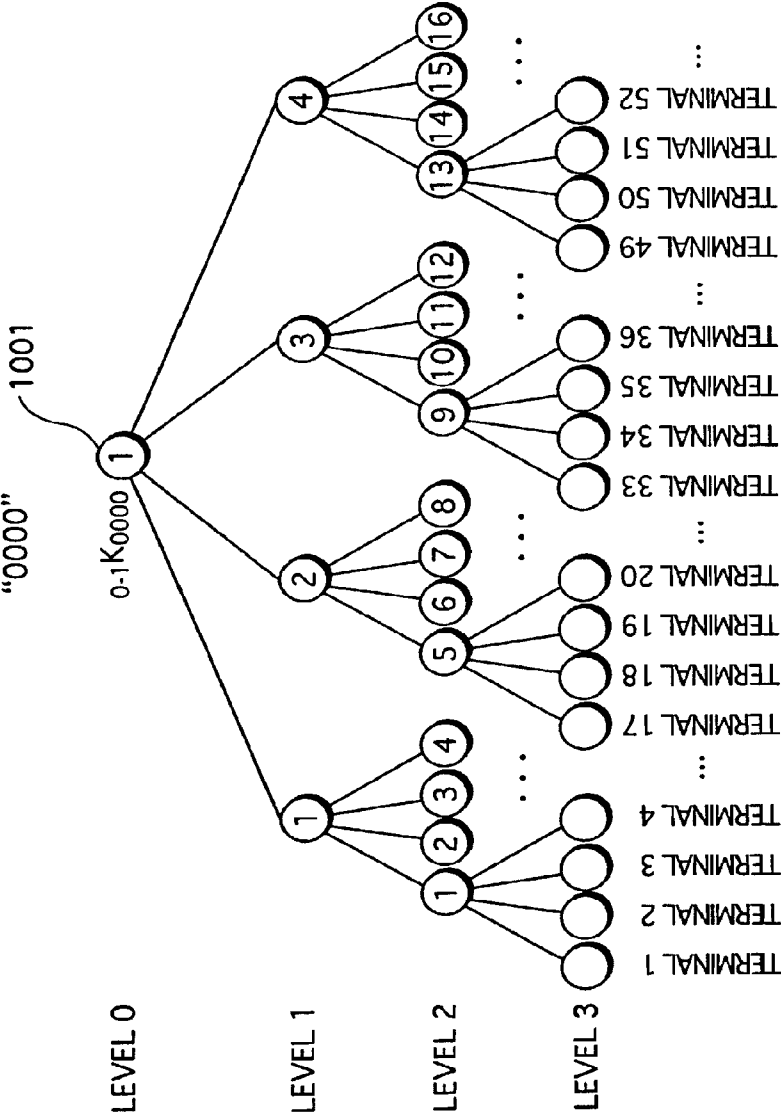 "0000"
1001
LEVEL 0
0-1K0000
1
LEVEL 1
1
2
3
4
LEVEL 2
1
2
3
4
5
6
7
8
9
10
11
12
13
14
15
16
...
...
...
...
LEVEL 3
TERMINAL 1
TERMINAL 2
TERMINAL 3
TERMINAL 4
...
TERMINAL 17
TERMINAL 18
TERMINAL 19
TERMINAL 20
...
TERMINAL 33
TERMINAL 34
TERMINAL 35
TERMINAL 36
...
TERMINAL 49
TERMINAL 50
TERMINAL 51
TERMINAL 52
...